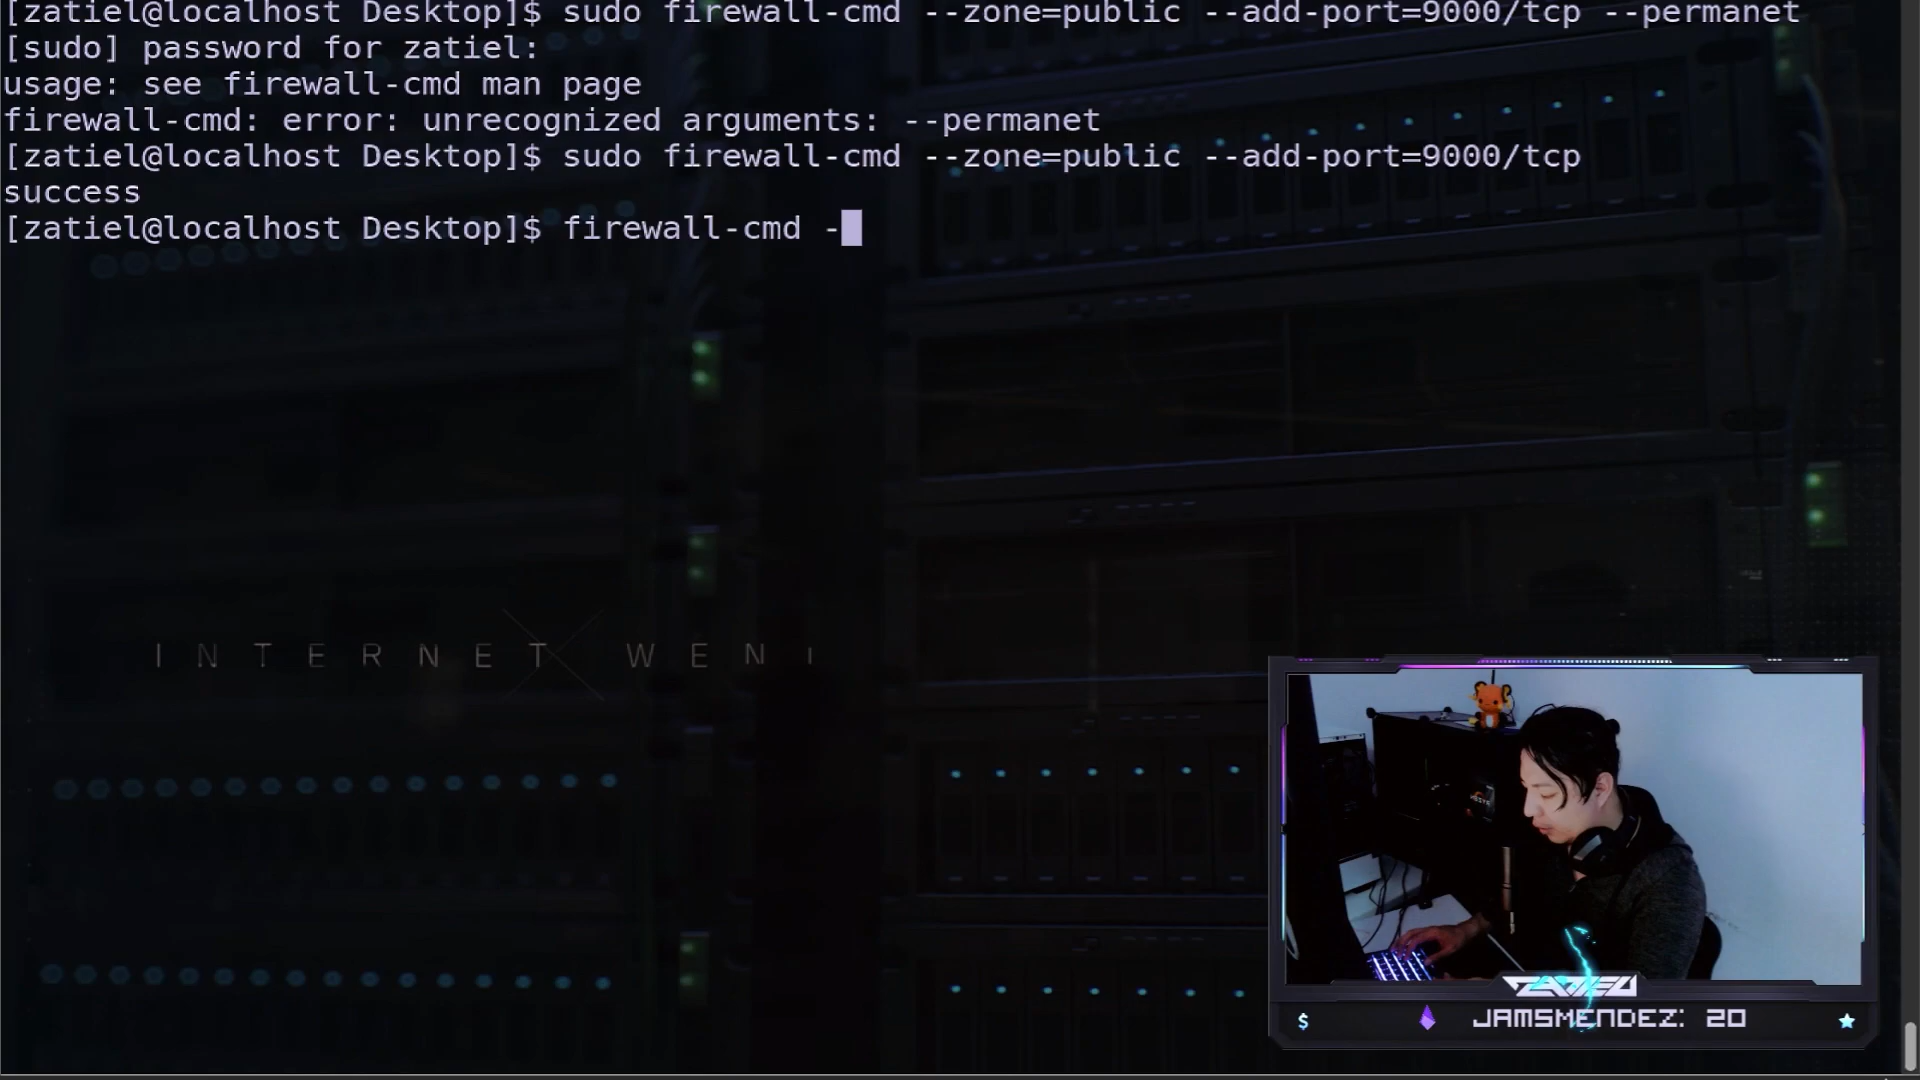 [zatiel@localhost Desktop]$ sudo firewall-cmd --zone=public --add-port=9000/tcp --permanet
[sudo] password for zatiel:
usage: see firewall-cmd man page
firewall-cmd: error: unrecognized arguments: --permanet
[zatiel@localhost Desktop]$ sudo firewall-cmd --zone=public --add-port=9000/tcp
success
[zatiel@localhost Desktop]$ firewall-cmd -
INTERNET WEN
ZATIEL
$ JAMSMENDEZ: 20